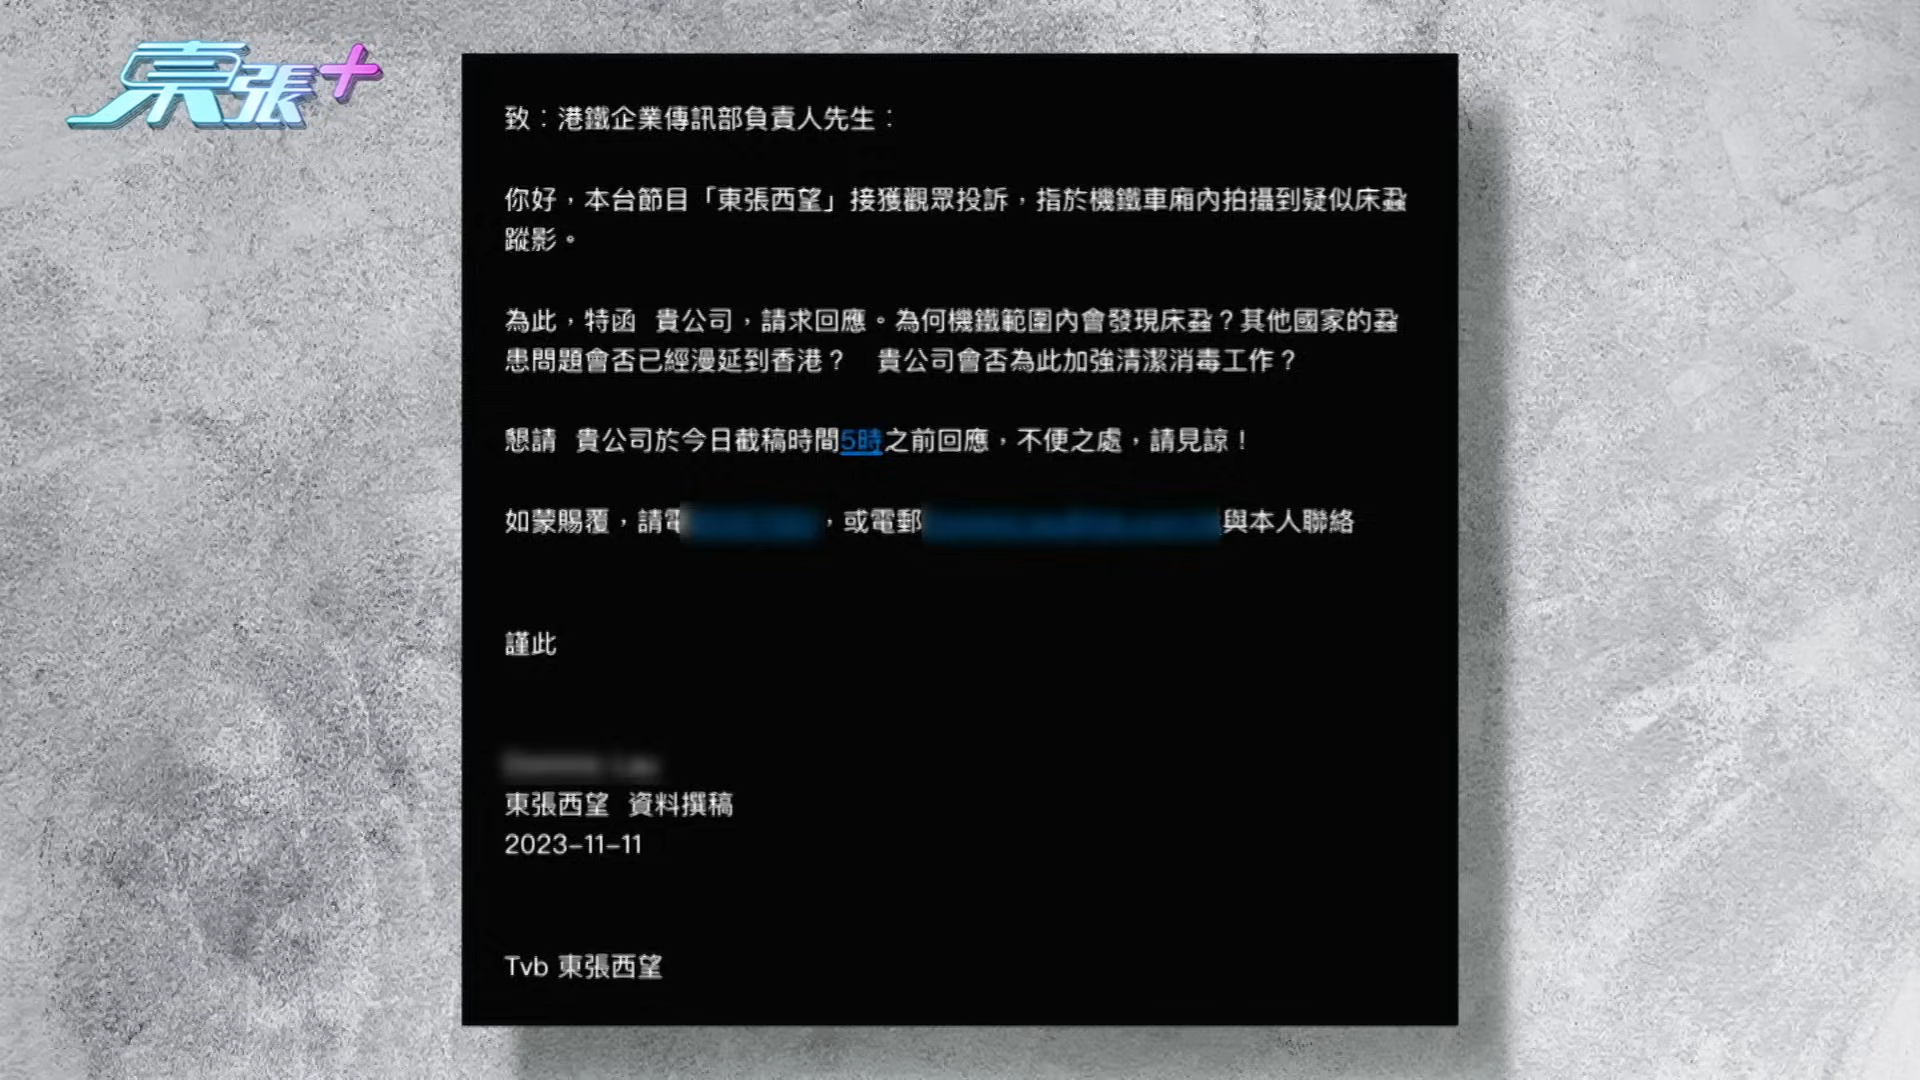 東張+
致：港鐵企業傳訊部負責人先生：
你好，本台節目「東張西望」接獲觀眾投訴，指於機鐵車廂內拍攝到疑似床蝨
蹤影。
為此，特函 貴公司，請求回應。為何機鐵範圍內會發現床蝨？其他國家的蝨
患問題會否已經漫延到香港？ 貴公司會否為此加強清潔消毒工作？
懇請 貴公司於今日截稿時間5時之前回應，不便之處，請見諒！
如蒙賜覆，請電 ，或電郵 與本人聯絡
謹此
東張西望 資料撰稿
2023-11-11
Tvb 東張西望